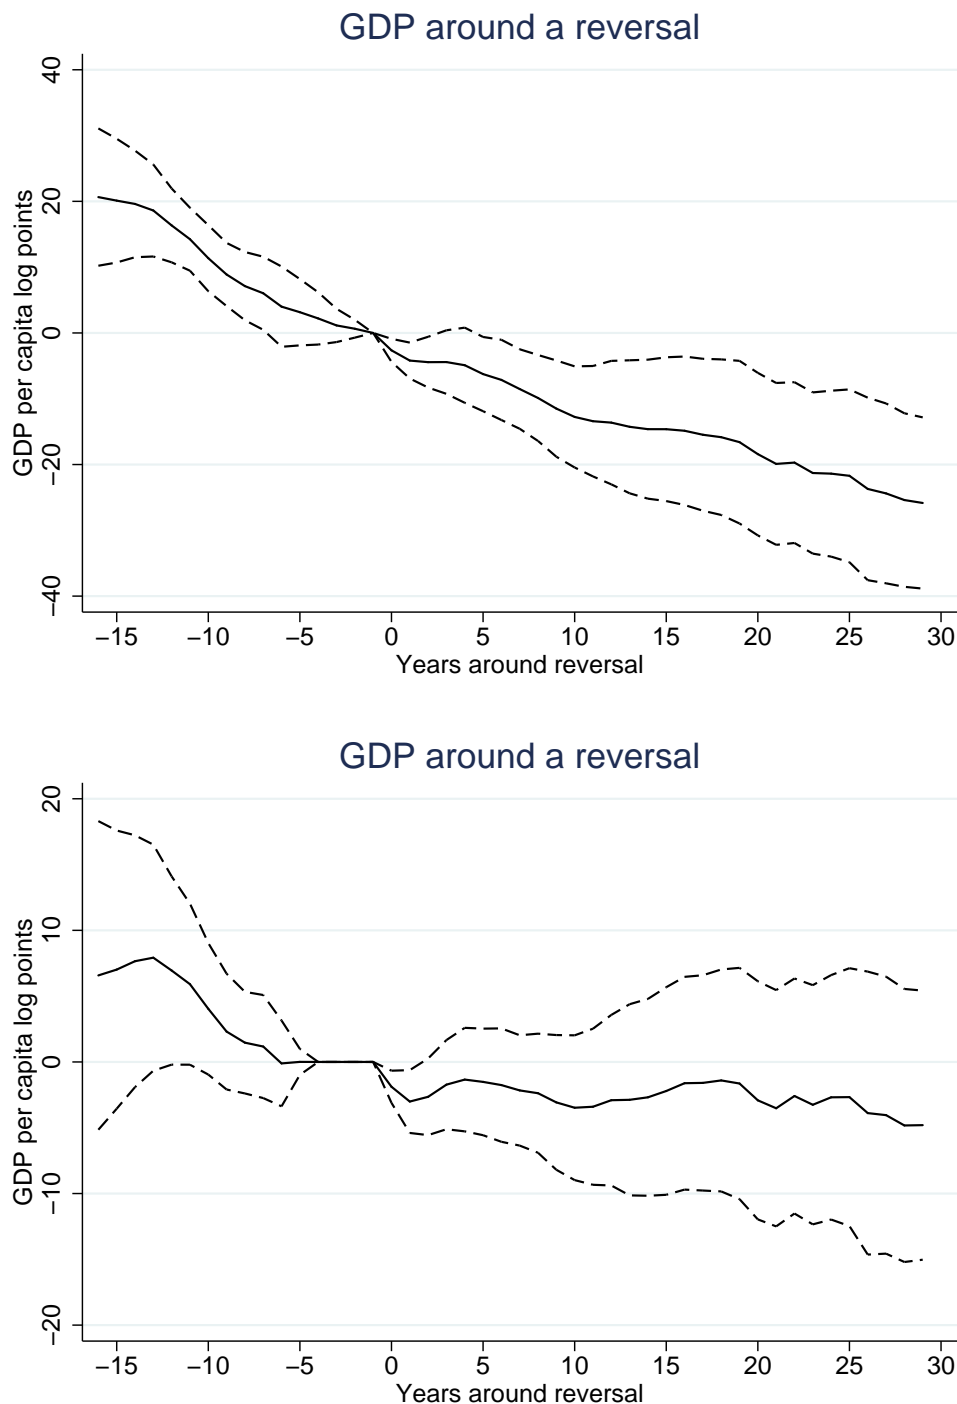 GDP around a reversal
GDP per capita log points
40
20
0
−20
−40
−15 −10 −5 0 5 10 15 20 25 30
Years around reversal
GDP around a reversal
GDP per capita log points
20
10
0
−10
−20
−15 −10 −5 0 5 10 15 20 25 30
Years around reversal